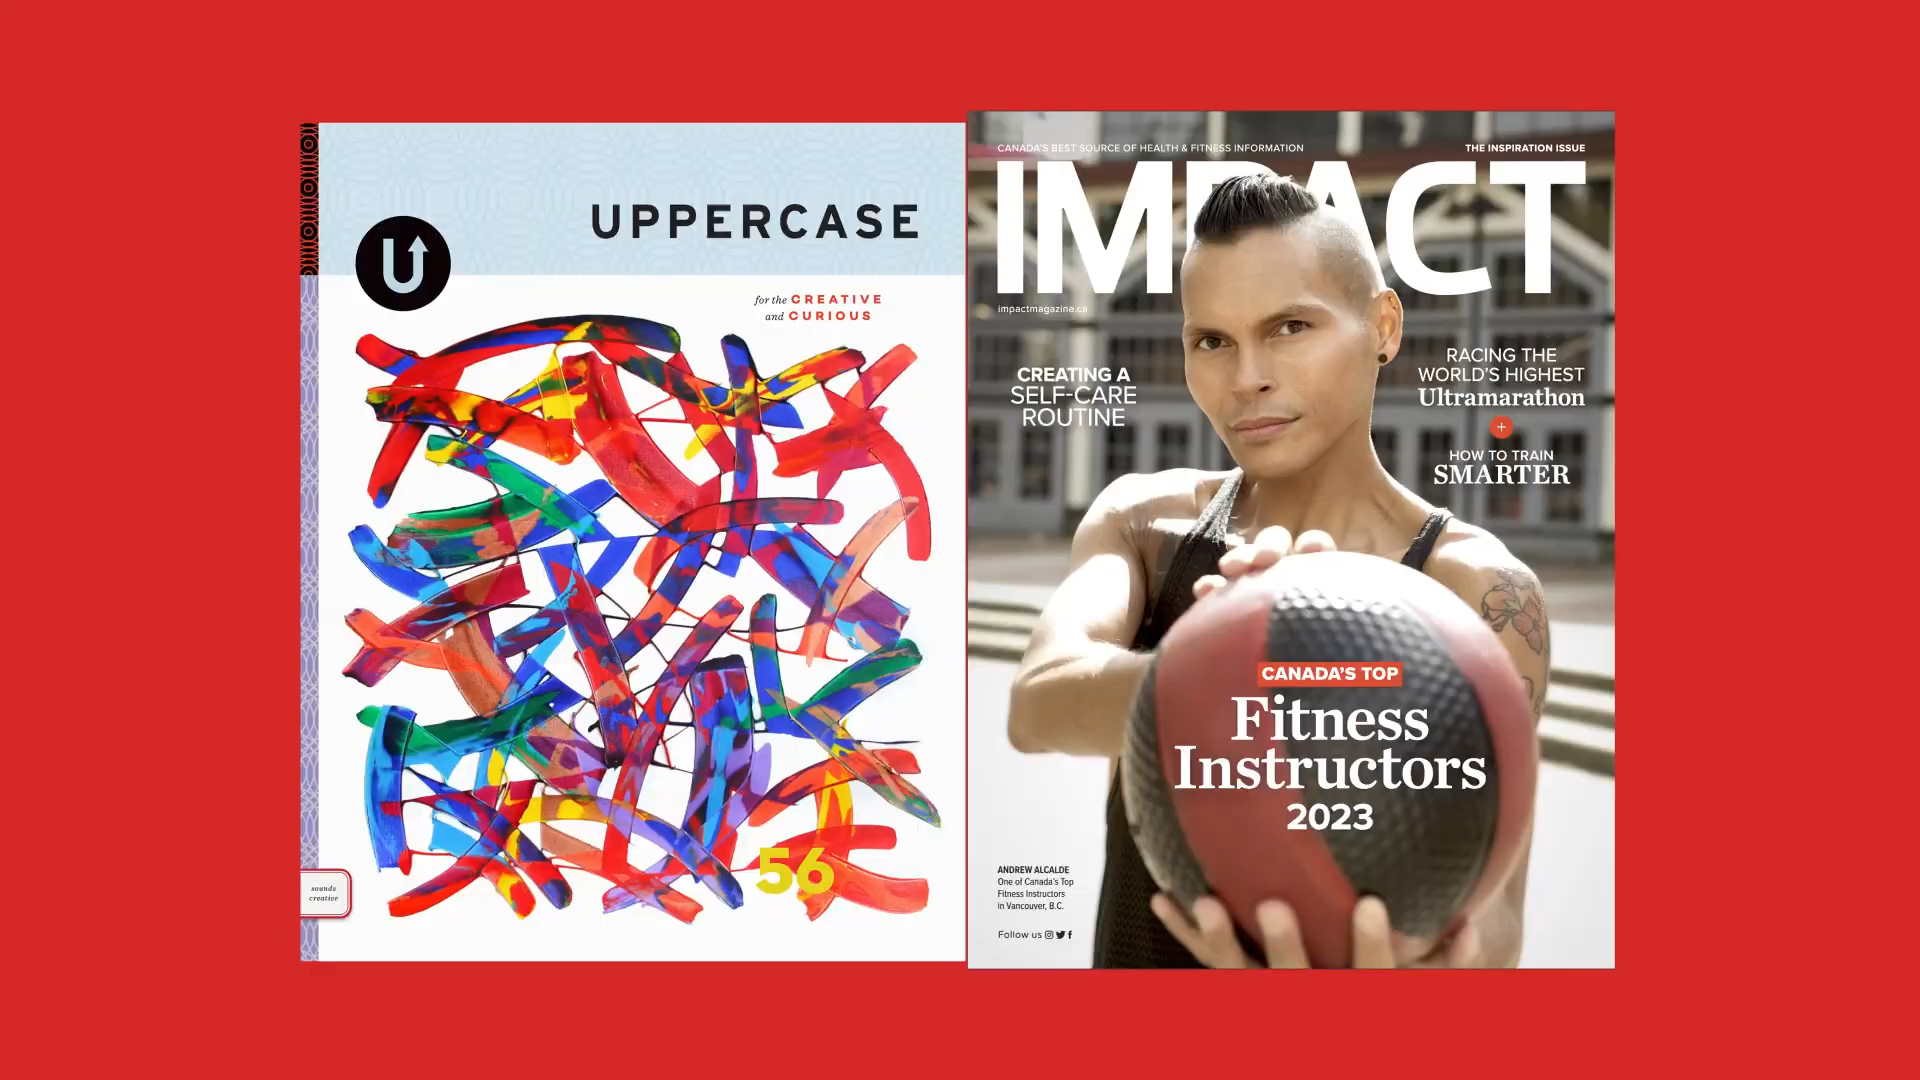 UPPERCASE
U
for the CREATIVE
and CURIOUS
56
sounds
creative
CANADA'S BEST SOURCE OF HEALTH & FITNESS INFORMATION
THE INSPIRATION ISSUE
IMPACT
impactmagazine.ca
CREATING A
SELF-CARE
ROUTINE
RACING THE
WORLD'S HIGHEST
Ultramarathon
+
HOW TO TRAIN
SMARTER
CANADA'S TOP
Fitness
Instructors
2023
ANDREW ALCALDE
One of Canada's Top
Fitness Instructors
in Vancouver, B.C.
Follow us